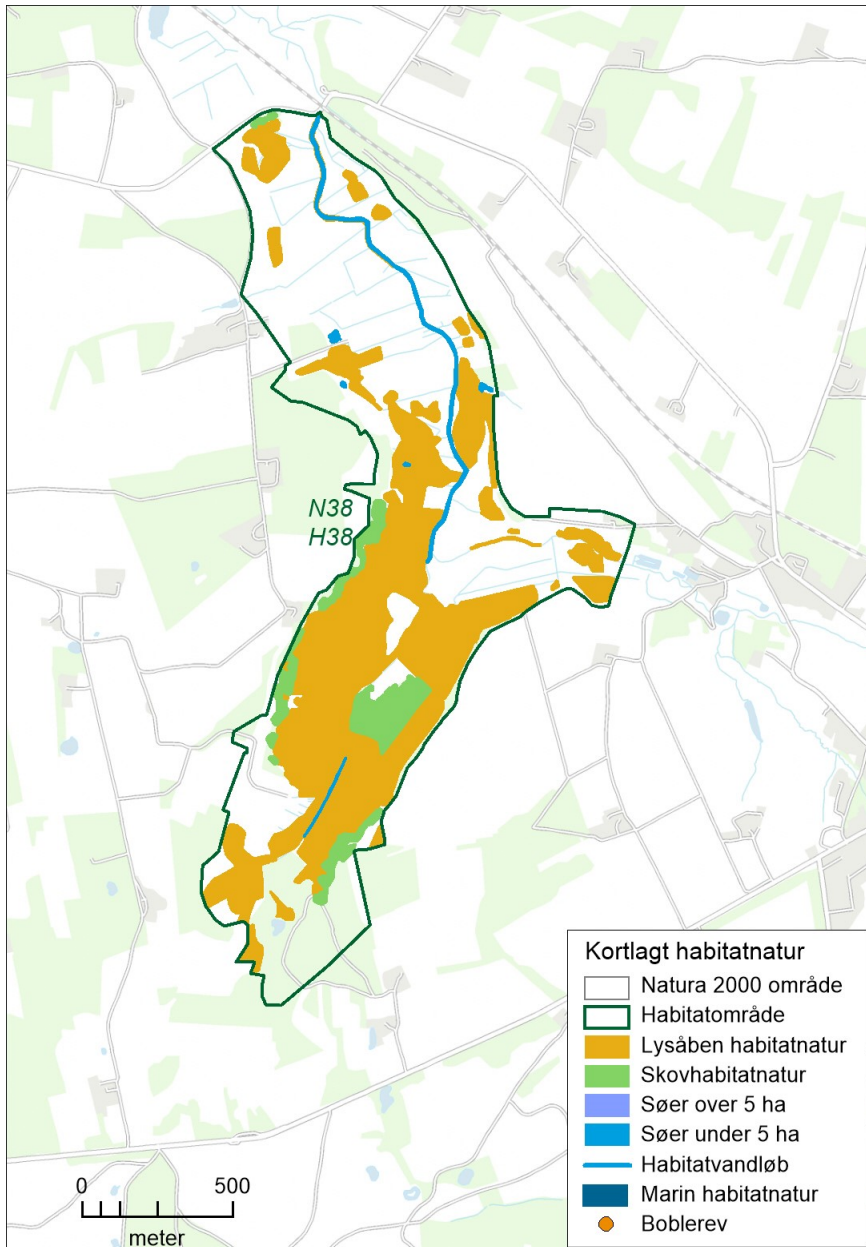 N38
H38
Kortlagt habitatnatur
Natura 2000 område
Habitatområde
Lysåben habitatnatur
Skovhabitatnatur
Søer over 5 ha
Søer under 5 ha
Habitatvandløb
Marin habitatnatur
Boblerev
0 500
meter